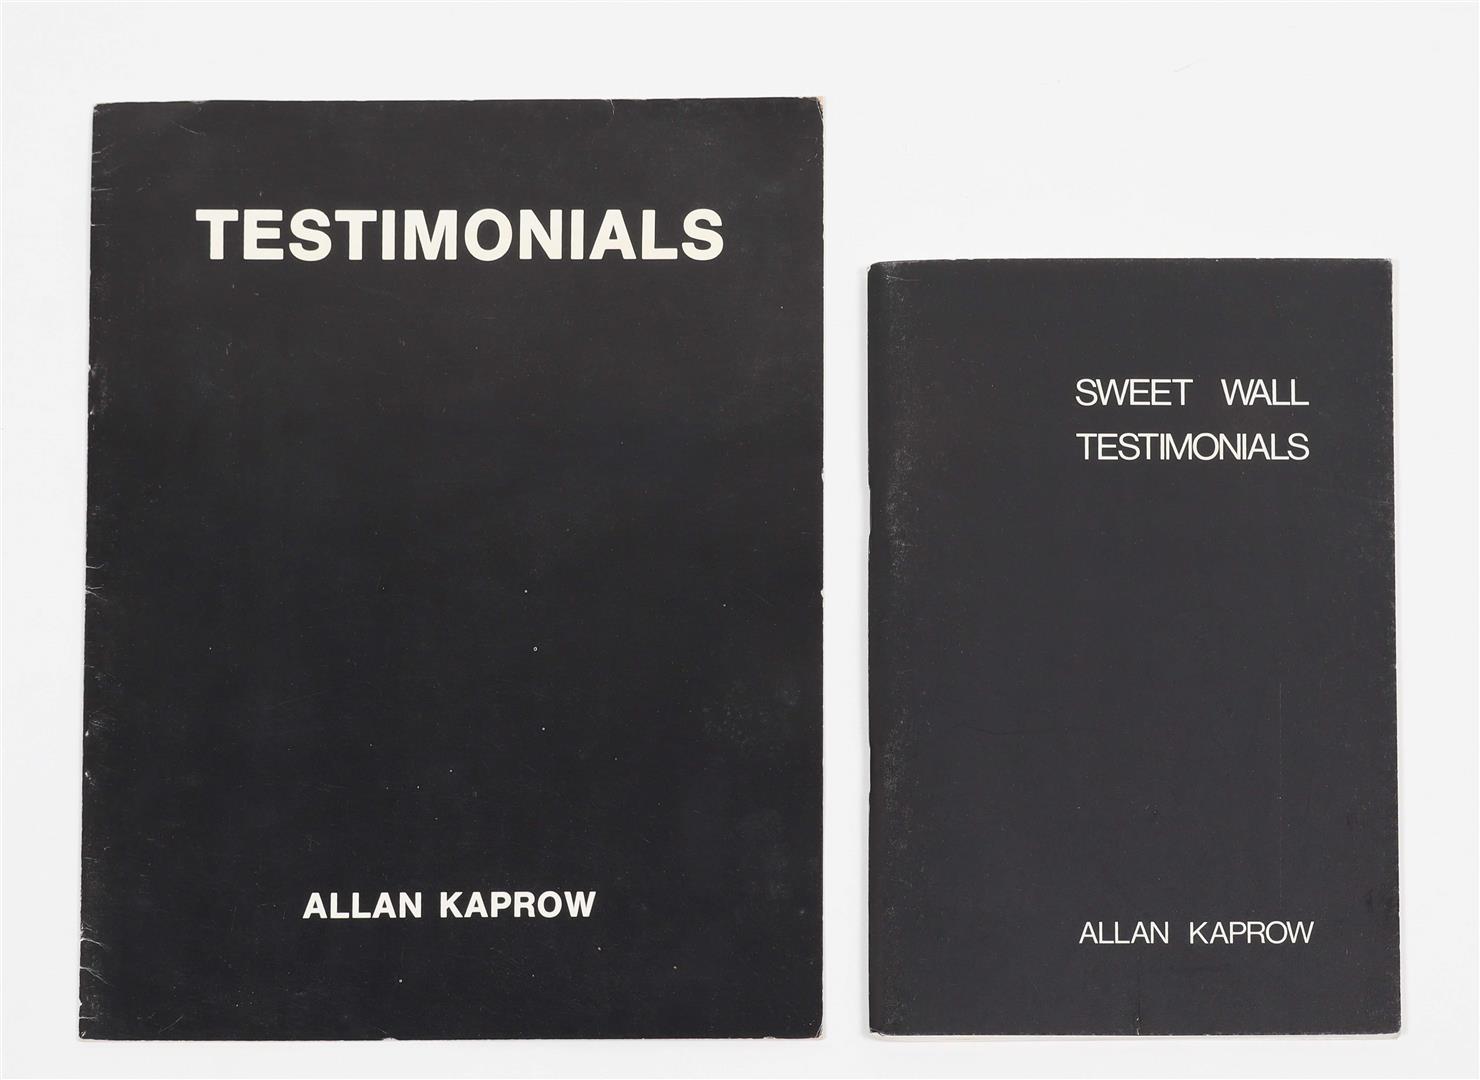 TESTIMONIALS
ALLAN KAPROW
SWEET WALL
TESTIMONIALS
ALLAN KAPROW